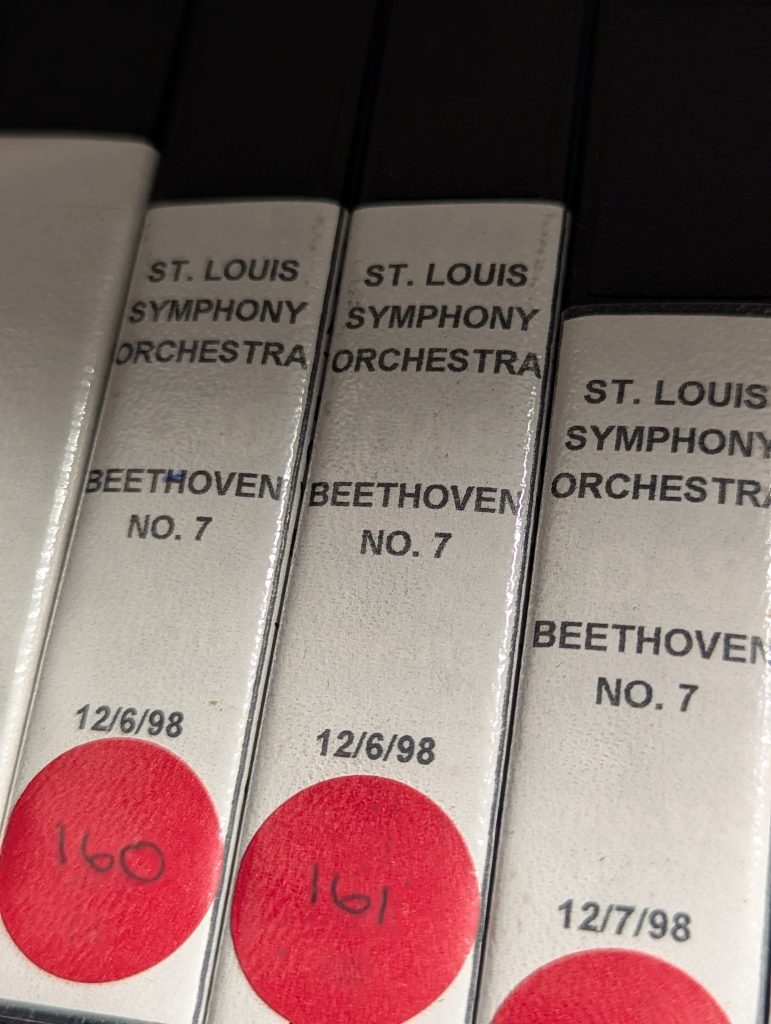 ST. LOUIS
SYMPHONY
ORCHESTRA
BEETHOVEN
NO. 7
12/6/98
160
ST. LOUIS
SYMPHONY
ORCHESTRA
BEETHOVEN
NO. 7
12/6/98
161
ST. LOUIS
SYMPHONY
ORCHESTRA
BEETHOVEN
NO. 7
12/7/98